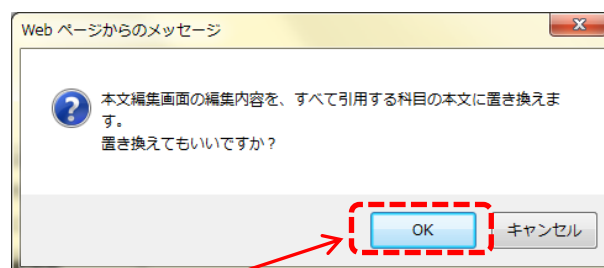 Web ページからのメッセージ
本文編集画面の編集内容を、すべて引用する科目の本文に置き換えま
す。
置き換えてもいいですか？
OK キャンセル